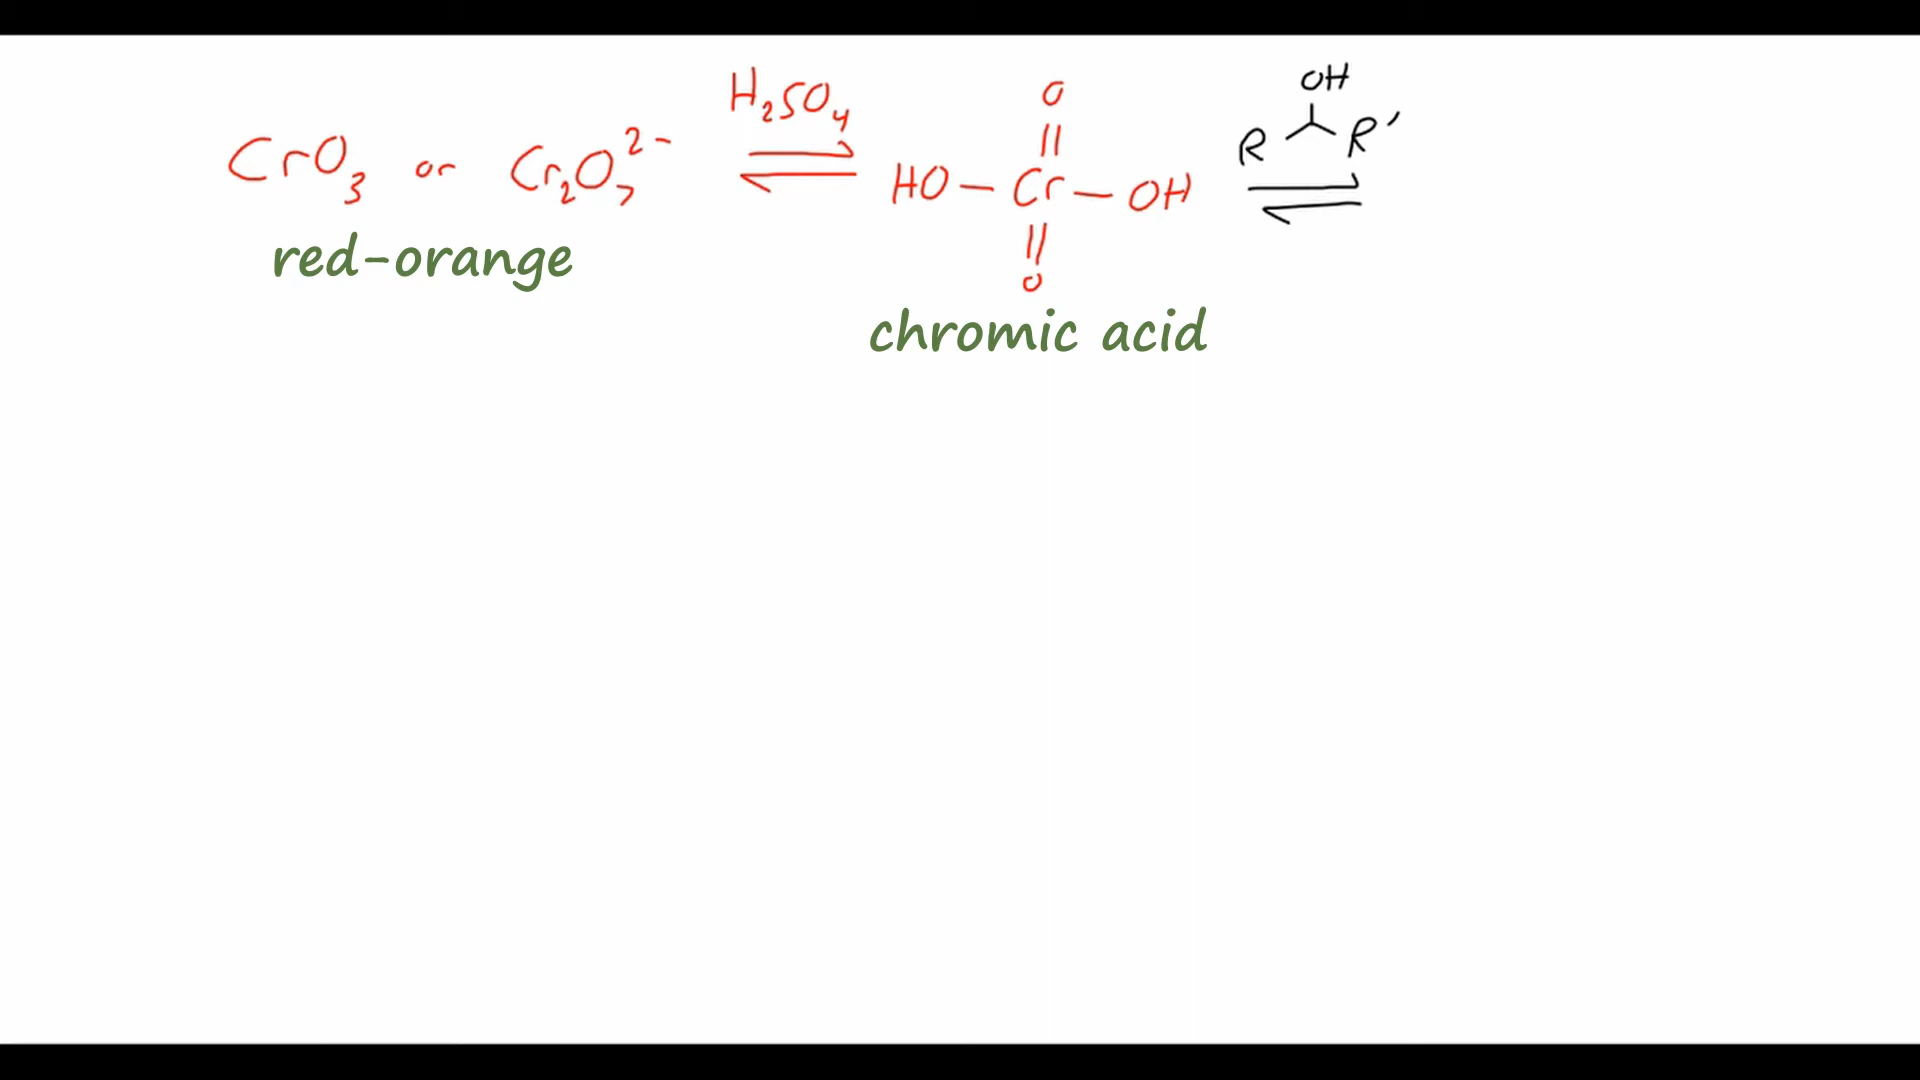 CrO3 or Cr2O7 2- H2SO4 HO-Cr-OH
O
O
OH
R R'
red-orange
chromic acid